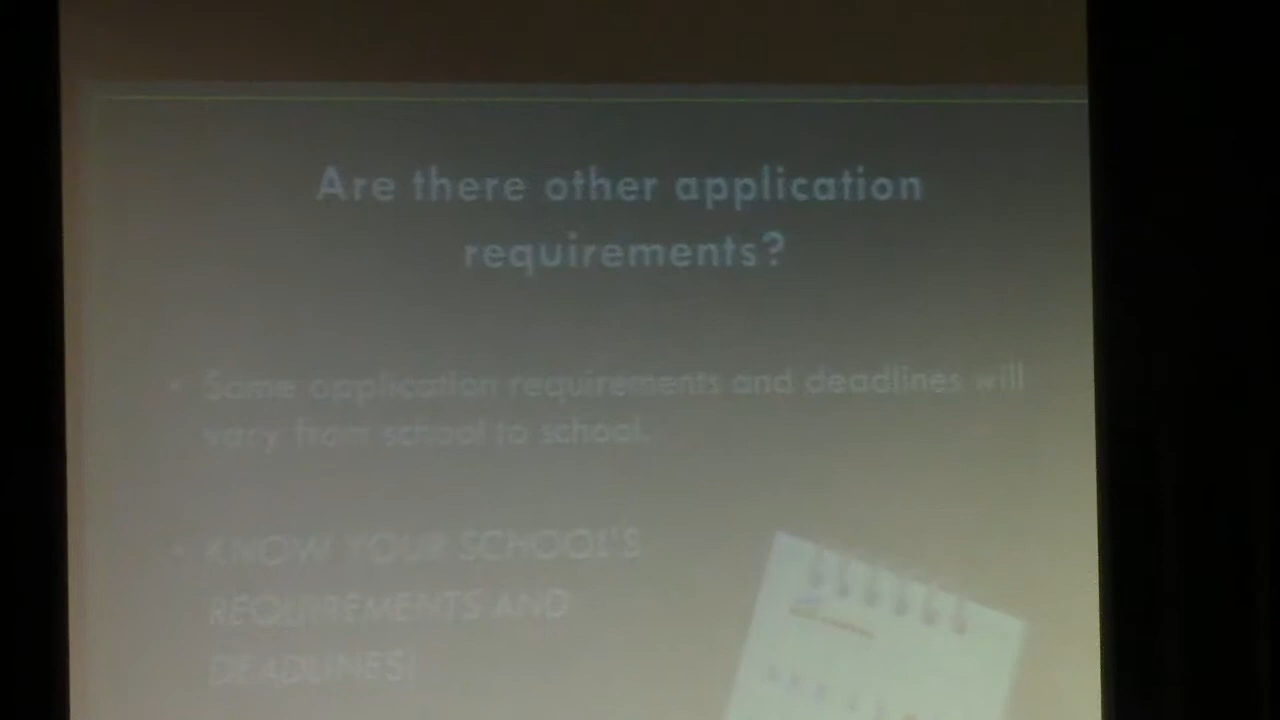 Are there other application
requirements?
• Some application requirements and deadlines will
vary from school to school.
• KNOW YOUR SCHOOL'S
REQUIREMENTS AND
DEADLINES!